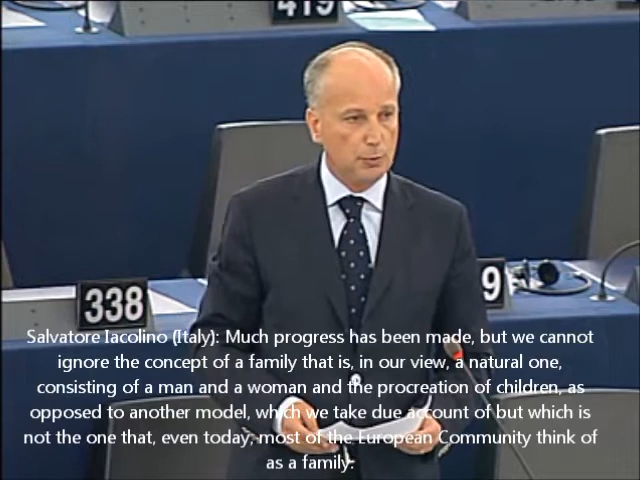 419
338
9
Salvatore Iacolino (Italy): Much progress has been made, but we cannot
ignore the concept of a family that is, in our view, a natural one,
consisting of a man and a woman and the procreation of children, as
opposed to another model, which we take due account of but which is
not the one that, even today, most of the European Community think of
as a family.